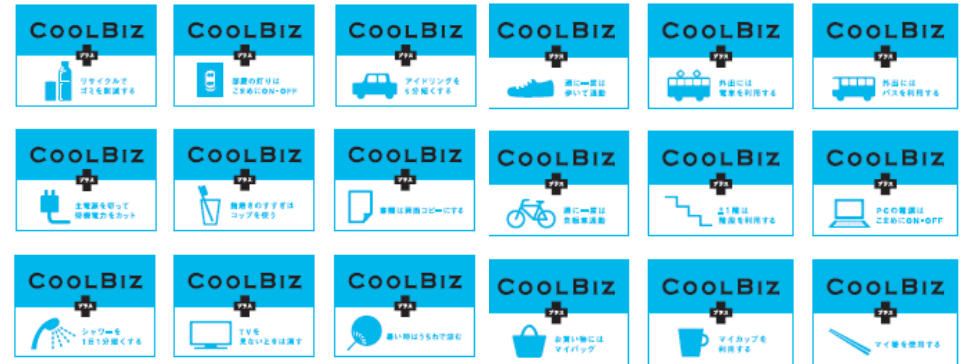 COOLBIZ
プラス
リサイクルで
ゴミを削減する
COOLBIZ
プラス
部屋の灯りは
こまめにON・OFF
COOLBIZ
プラス
アイドリングを
5分短くする
COOLBIZ
プラス
週に一度は
歩いて通勤
COOLBIZ
プラス
外出には
電車を利用する
COOLBIZ
プラス
外出には
バスを利用する
COOLBIZ
プラス
主電源を切って
待機電力をカット
COOLBIZ
プラス
歯磨きのすすぎは
コップを使う
COOLBIZ
プラス
書類は両面コピーにする
COOLBIZ
プラス
週に一度は
自転車通勤
COOLBIZ
プラス
階段を利用する
COOLBIZ
プラス
PCの電源は
こまめにON・OFF
COOLBIZ
プラス
シャワーを
1日1分短くする
COOLBIZ
プラス
TVを
見ないときは消す
COOLBIZ
プラス
暑い時はうちわで涼む
COOLBIZ
プラス
お買い物には
マイバッグ
COOLBIZ
プラス
マイカップを
利用する
COOLBIZ
プラス
マイ箸を使用する